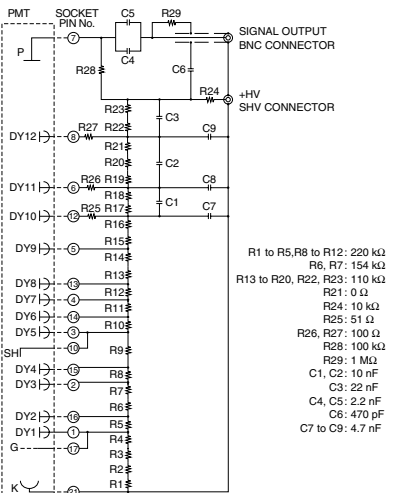 PMT SOCKET PIN No. C5 R29
SIGNAL OUTPUT
BNC CONNECTOR
7
P
C4
R28
C6
R24
+HV
SHV CONNECTOR
R23
C3
DY12 8 R27 R22 C9
R21
R20
C2
DY11 6 R26 R19 C8
R18
C1
DY10 12 R25 R17 C7
R16
R15
DY9 5
R14
R13
DY8 13
R12
DY7 4
R11
DY6 14
R10
DY5 3
10
SHI
R9
DY4 15
R8
DY3 2
R7
R6
DY2 16
R5
DY1 1
R4
G 17
R3
R2
R1
K 21
R1 to R5,R8 to R12: 220 kΩ
R6, R7: 154 kΩ
R13 to R20, R22, R23: 110 kΩ
R21: 0 Ω
R24: 10 kΩ
R25: 51 Ω
R26, R27: 100 Ω
R28: 100 kΩ
R29: 1 MΩ
C1, C2: 10 nF
C3: 22 nF
C4, C5: 2.2 nF
C6: 470 pF
C7 to C9: 4.7 nF